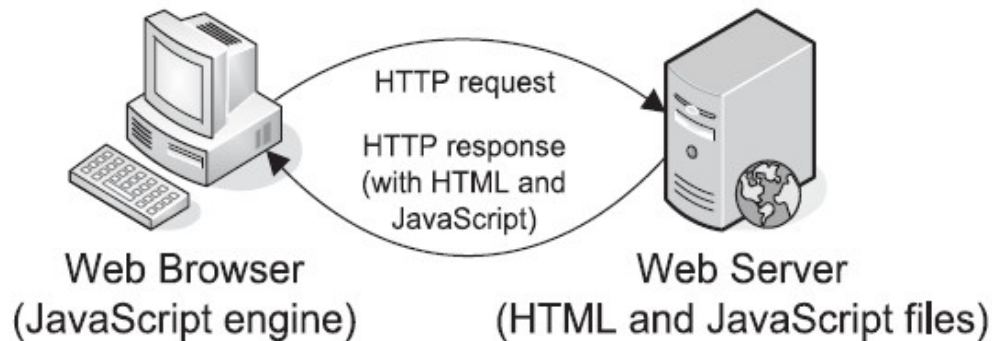 HTTP request
HTTP response
(with HTML and
JavaScript)
Web Browser
(JavaScript engine)
Web Server
(HTML and JavaScript files)